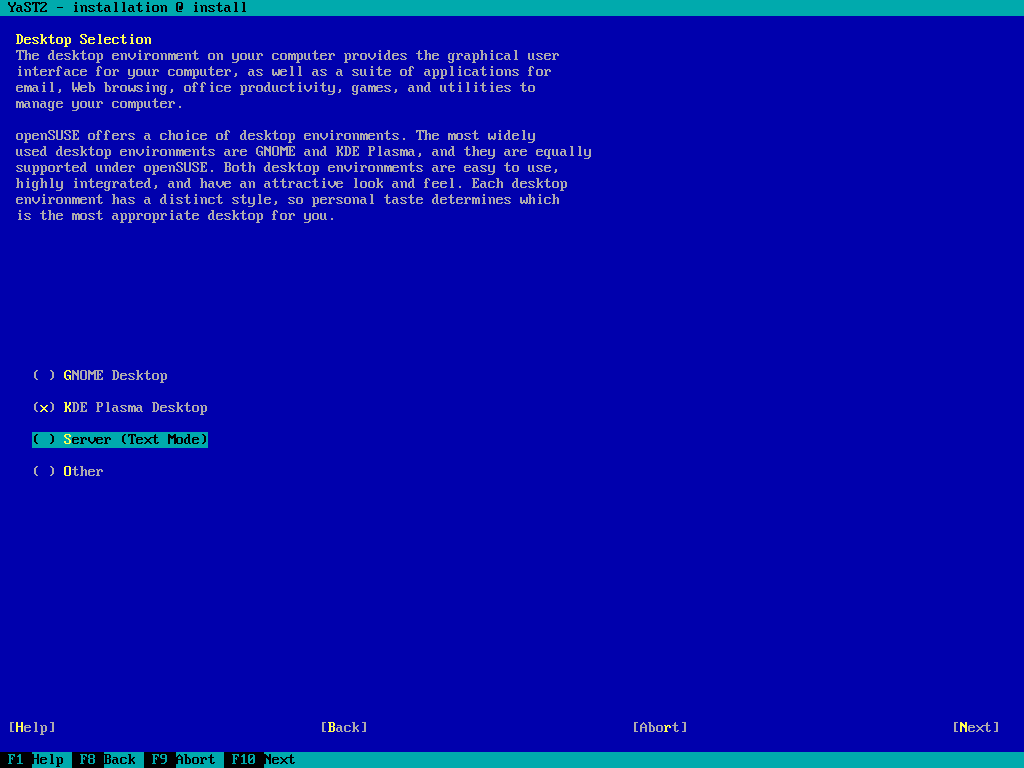 YaST2 - installation @ install
Desktop Selection
The desktop environment on your computer provides the graphical user
interface for your computer, as well as a suite of applications for
email, Web browsing, office productivity, games, and utilities to
manage your computer.
openSUSE offers a choice of desktop environments. The most widely
used desktop environments are GNOME and KDE Plasma, and they are equally
supported under openSUSE. Both desktop environments are easy to use,
highly integrated, and have an attractive look and feel. Each desktop
environment has a distinct style, so personal taste determines which
is the most appropriate desktop for you.
( ) GNOME Desktop
(x) KDE Plasma Desktop
( ) Server (Text Mode)
( ) Other
[Help] [Back] [Abort] [Next]
F1 Help F8 Back F9 Abort F10 Next